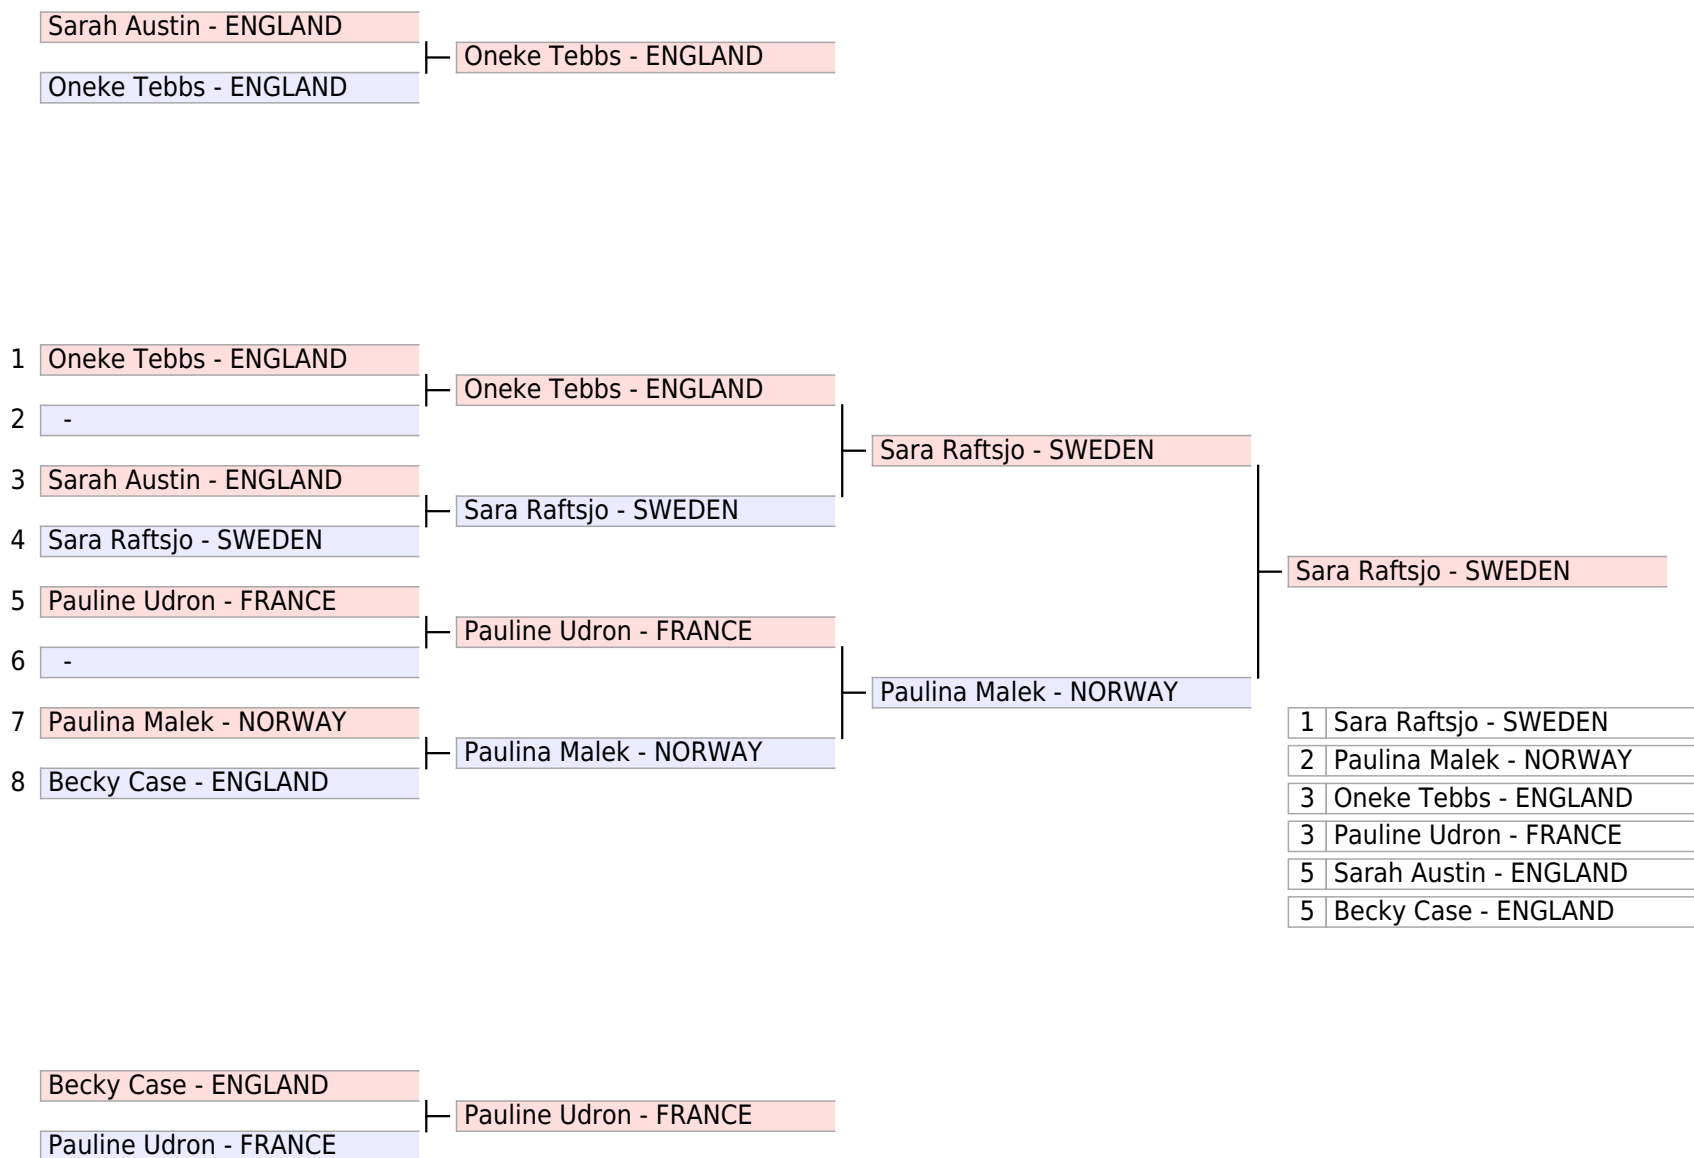 Sarah Austin - ENGLAND
Oneke Tebbs - ENGLAND
Oneke Tebbs - ENGLAND
1 Oneke Tebbs - ENGLAND
Oneke Tebbs - ENGLAND
2 -
Sara Raftsjo - SWEDEN
3 Sarah Austin - ENGLAND
Sara Raftsjo - SWEDEN
4 Sara Raftsjo - SWEDEN
Sara Raftsjo - SWEDEN
5 Pauline Udron - FRANCE
Pauline Udron - FRANCE
6 -
Paulina Malek - NORWAY
7 Paulina Malek - NORWAY
Paulina Malek - NORWAY
8 Becky Case - ENGLAND
1 Sara Raftsjo - SWEDEN
2 Paulina Malek - NORWAY
3 Oneke Tebbs - ENGLAND
3 Pauline Udron - FRANCE
5 Sarah Austin - ENGLAND
5 Becky Case - ENGLAND
Becky Case - ENGLAND
Pauline Udron - FRANCE
Pauline Udron - FRANCE